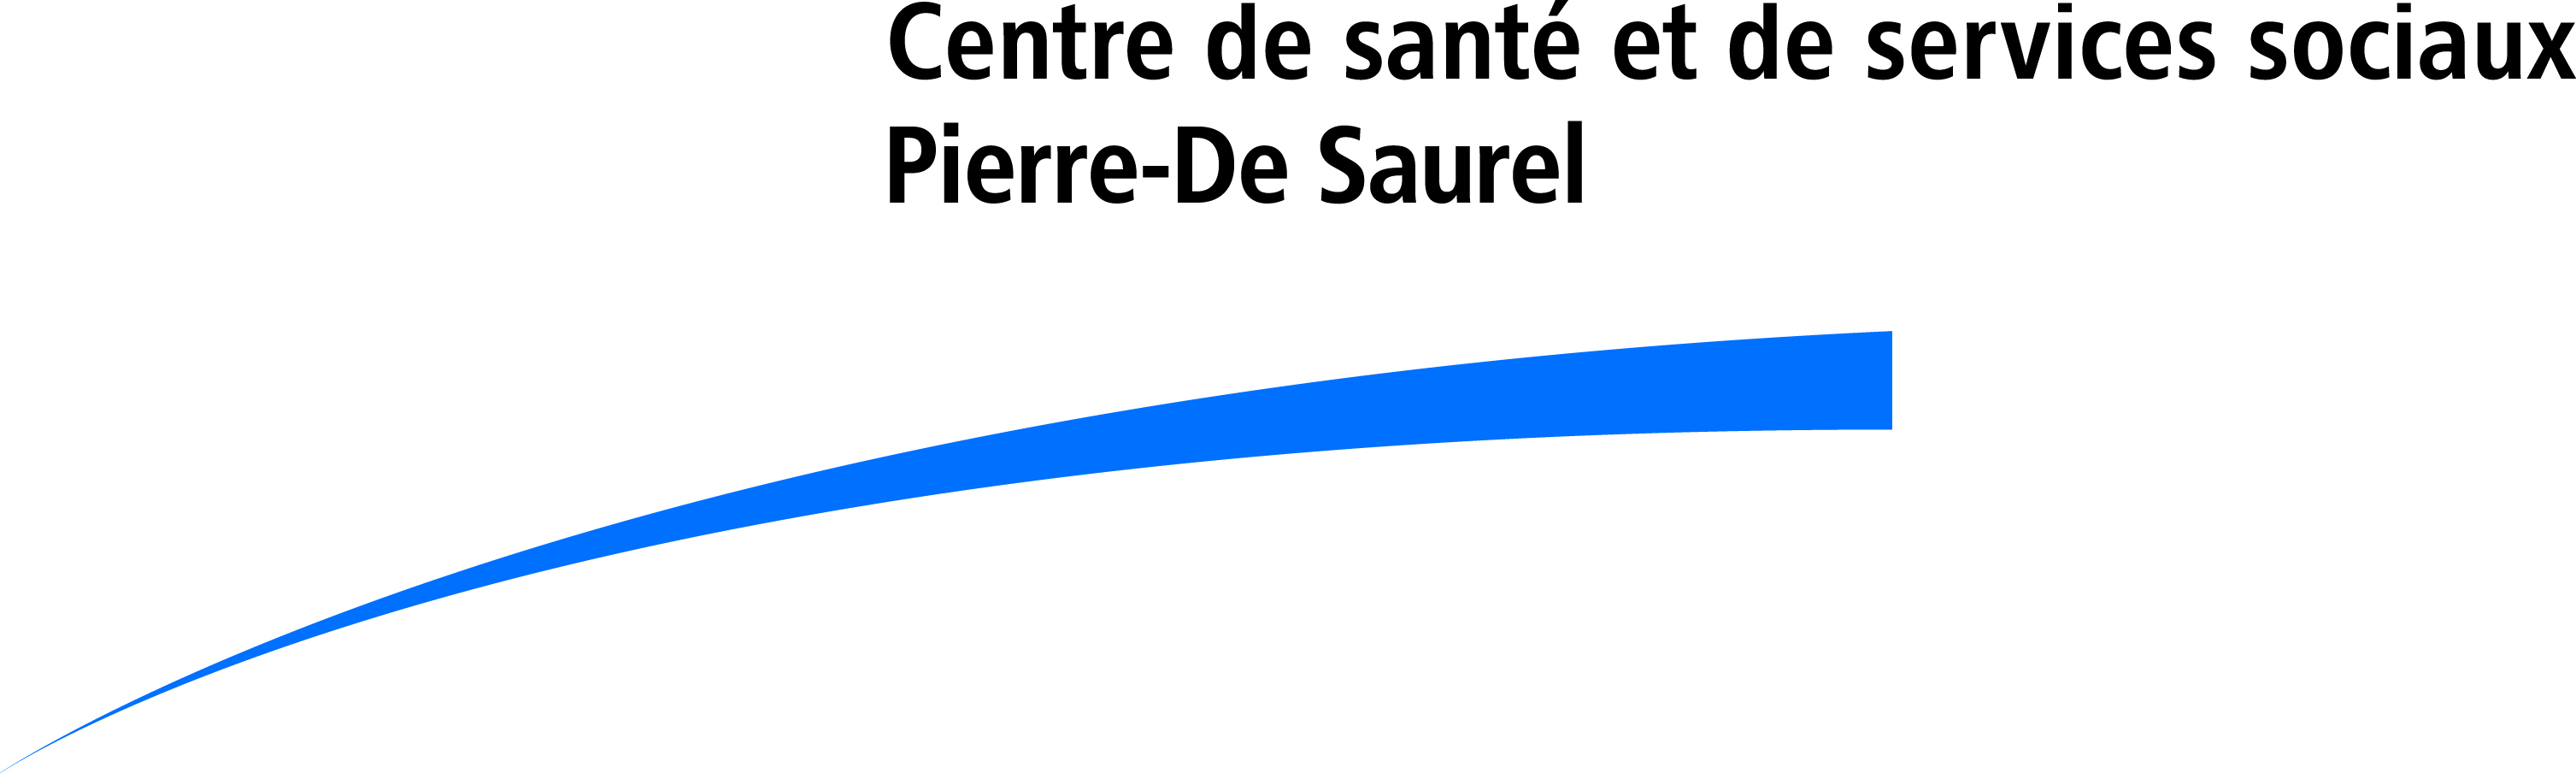 Centre de santé et de services sociaux
Pierre-De Saurel